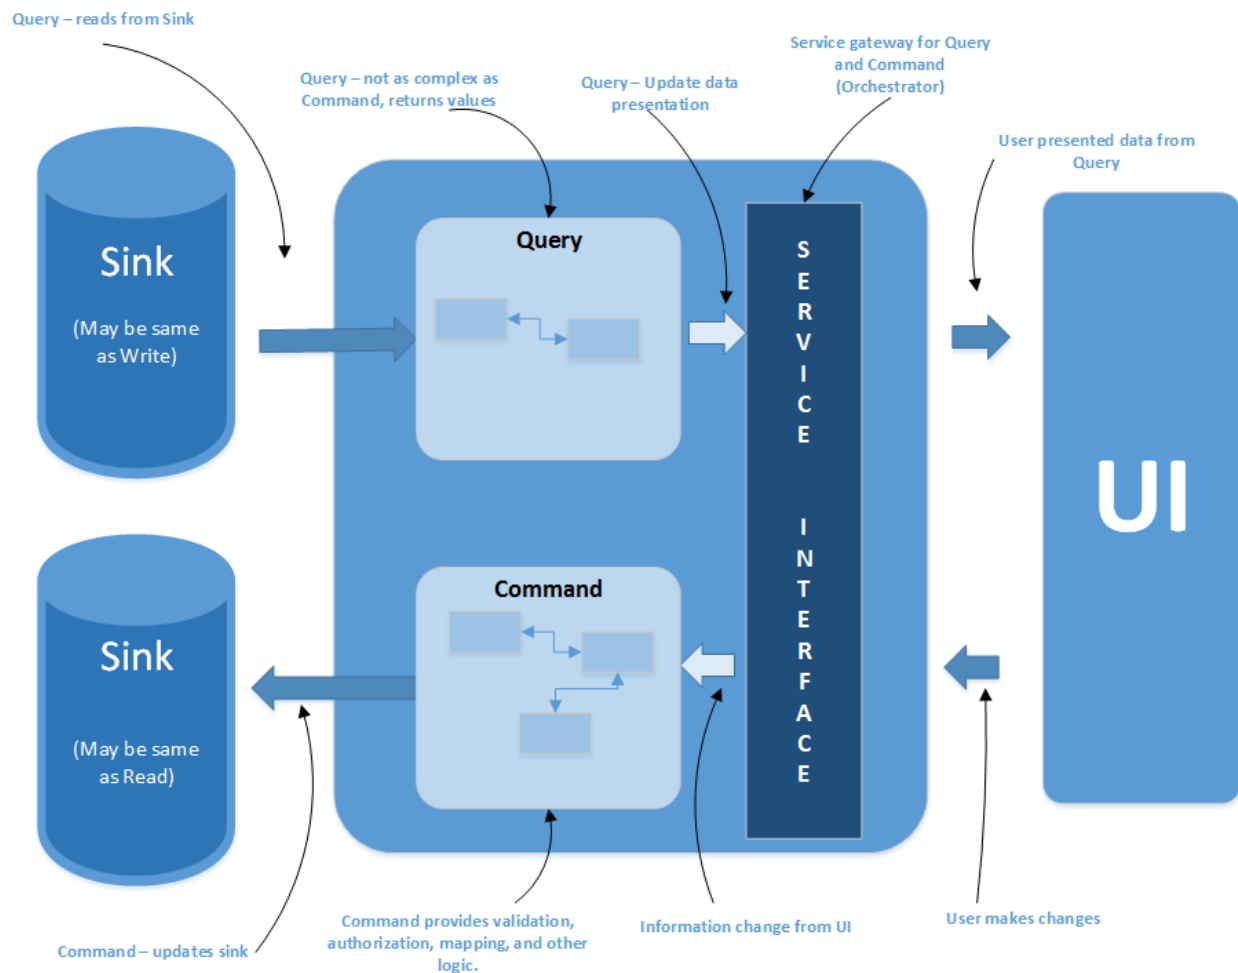 Query – reads from Sink
Query – not as complex as
Command, returns values
Query – Update data
presentation
Service gateway for Query
and Command
(Orchestrator)
User presented data from
Query
Sink
(May be same
as Write)
Query
SERVICE INTERFACE
UI
Sink
(May be same
as Read)
Command
Command – updates sink
Command provides validation,
authorization, mapping, and other
logic.
Information change from UI
User makes changes